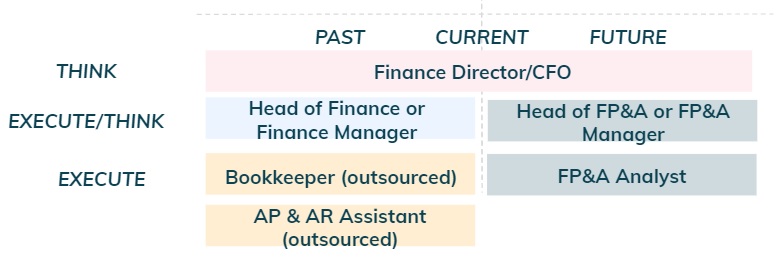 PAST CURRENT FUTURE
THINK
Finance Director/CFO
EXECUTE/THINK
Head of Finance or
Finance Manager
Head of FP&A or FP&A
Manager
EXECUTE
Bookkeeper (outsourced)
FP&A Analyst
AP & AR Assistant
(outsourced)